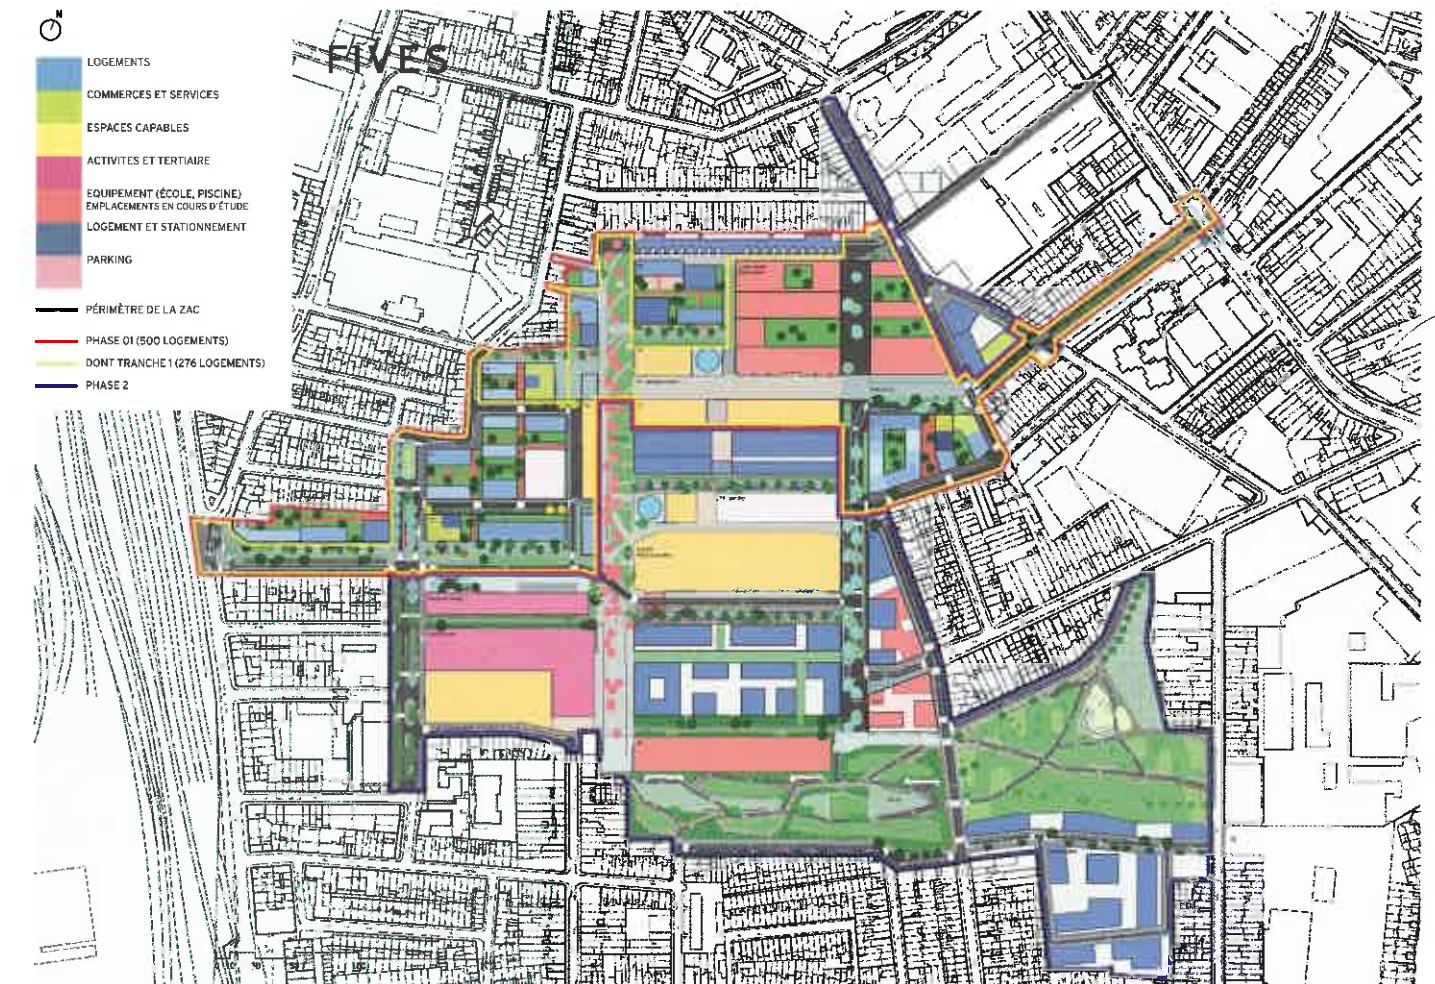 N
FIVES
LOGEMENTS
COMMERCES ET SERVICES
ESPACES CAPABLES
ACTIVITES ET TERTIAIRE
EQUIPEMENT (ÉCOLE, PISCINE)
EMPLACEMENTS EN COURS D'ÉTUDE
LOGEMENT ET STATIONNEMENT
PARKING
PÉRIMÈTRE DE LA ZAC
PHASE 01 (500 LOGEMENTS)
DONT TRANCHE 1 (276 LOGEMENTS)
PHASE 2